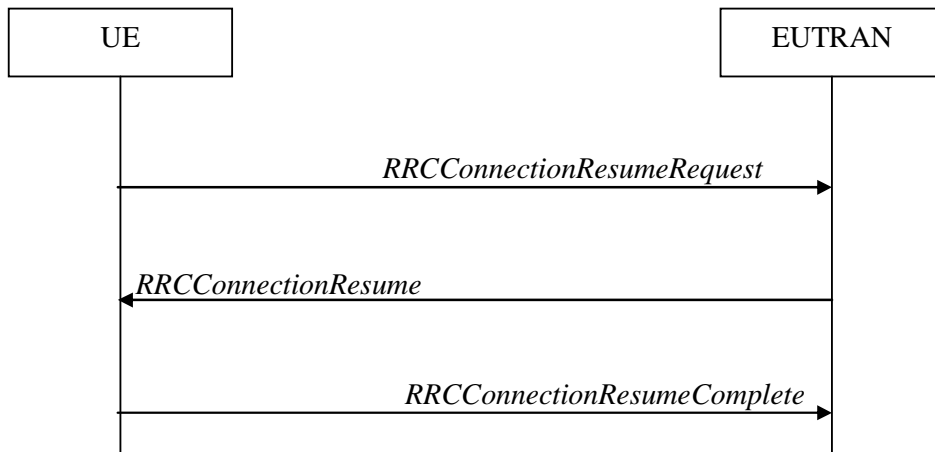 UE
EUTRAN
RRCConnectionResumeRequest
RRCConnectionResume
RRCConnectionResumeComplete